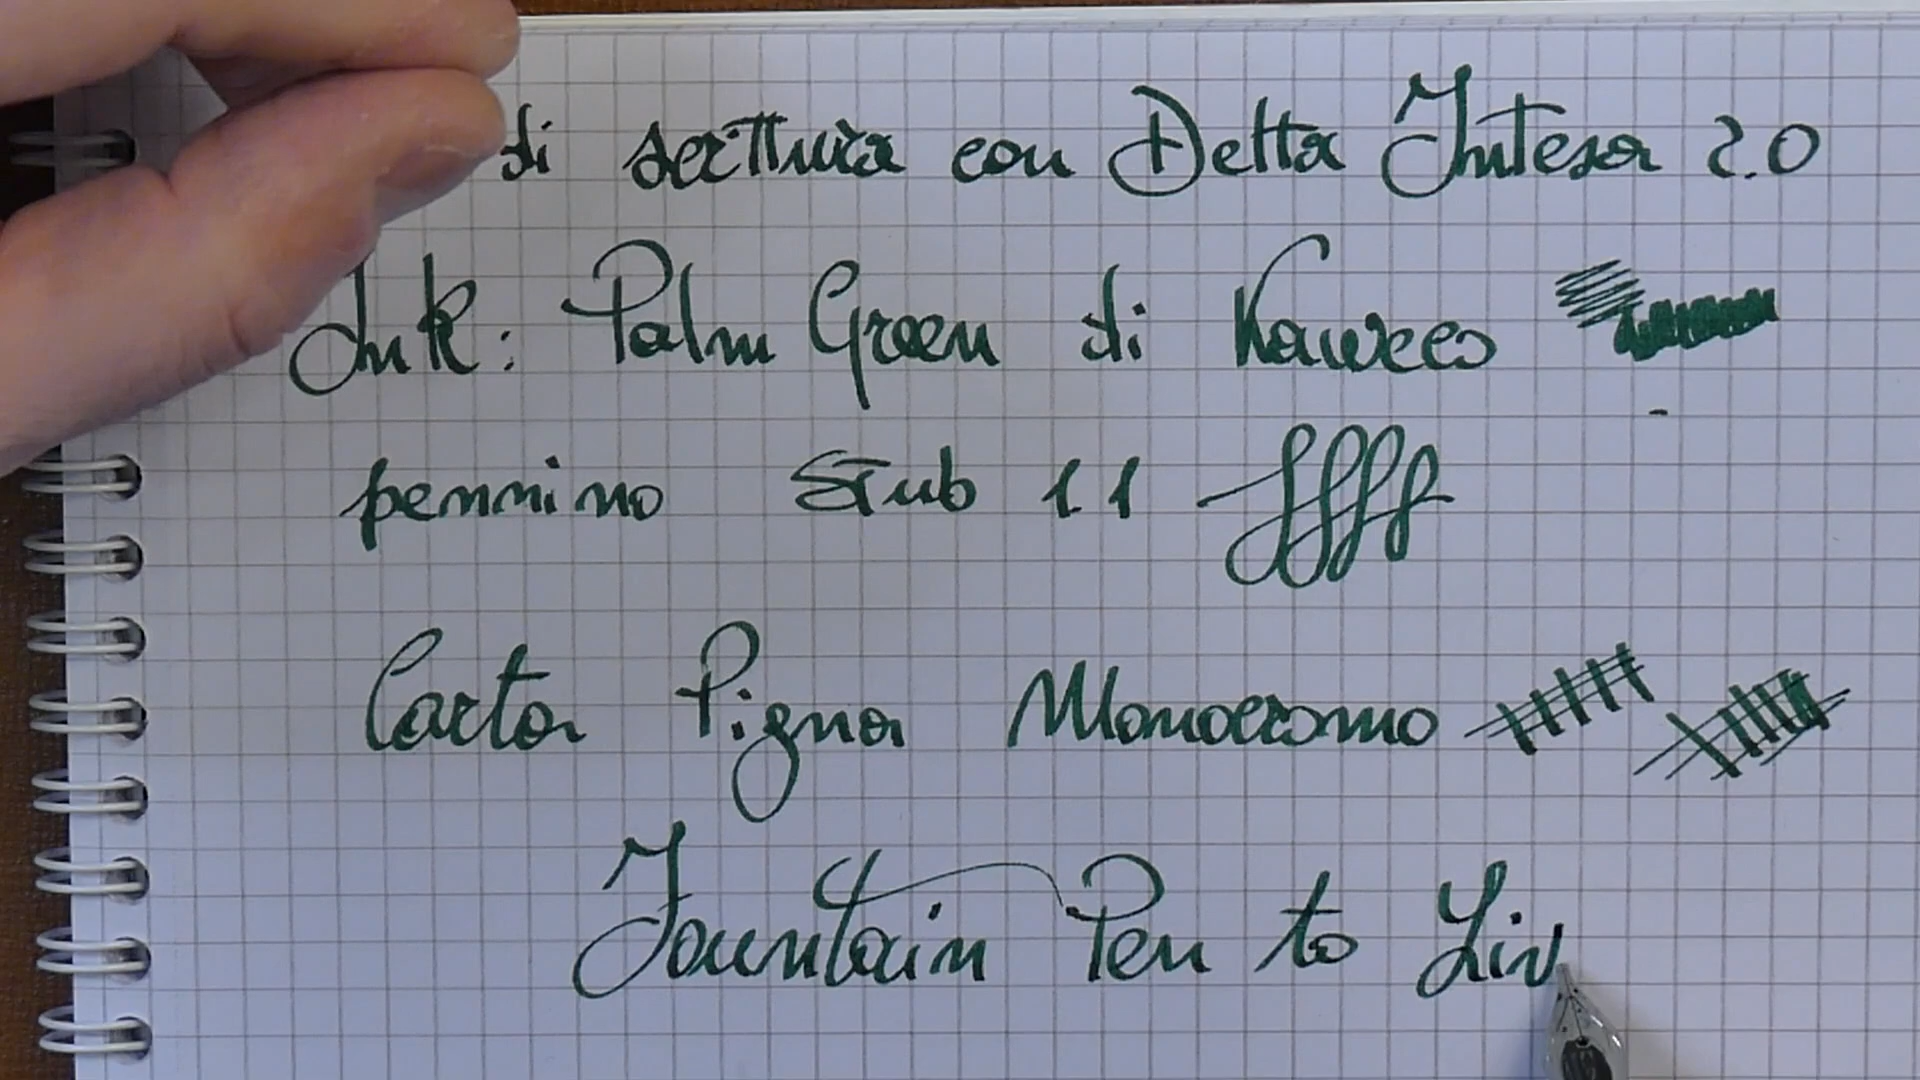 di scrittura con Delta Intesa 2.0
Ink: Palm Green di Kaweco
pennino Stub 1.1 ffff
Carta Pigna Monocromo
Fountain Pen to Liv